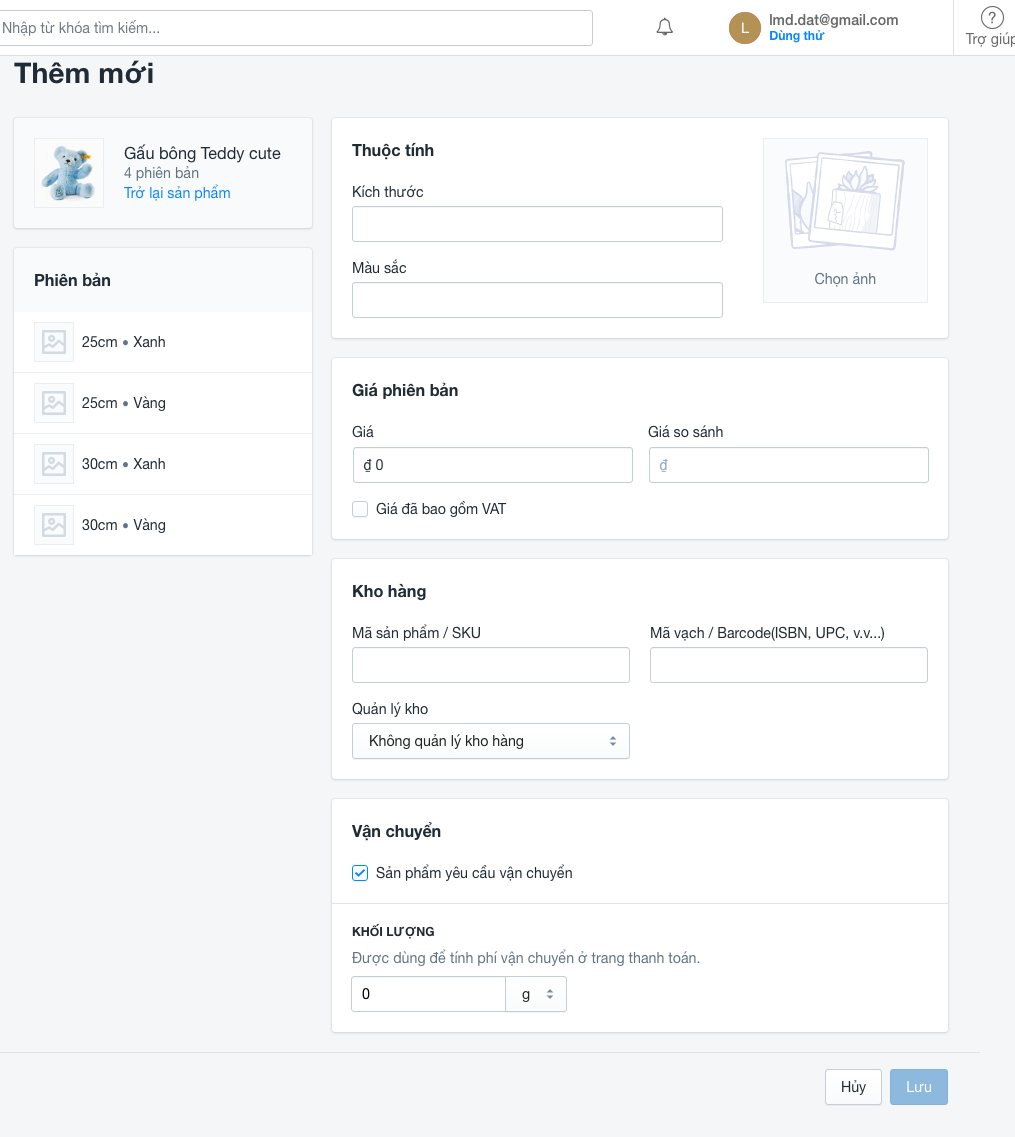 Nhập từ khóa tìm kiếm...
L
lmd.dat@gmail.com
Dùng thử
?
Trợ giúp
Thêm mới
Gấu bông Teddy cute
4 phiên bản
Trở lại sản phẩm
Phiên bản
25cm • Xanh
25cm • Vàng
30cm • Xanh
30cm • Vàng
Thuộc tính
Kích thước
Màu sắc
Chọn ảnh
Giá phiên bản
Giá
Giá so sánh
₫ 0
₫
Giá đã bao gồm VAT
Kho hàng
Mã sản phẩm / SKU
Mã vạch / Barcode(ISBN, UPC, v.v...)
Quản lý kho
Không quản lý kho hàng
Vận chuyển
Sản phẩm yêu cầu vận chuyển
KHỐI LƯỢNG
Được dùng để tính phí vận chuyển ở trang thanh toán.
0
g
Hủy
Lưu